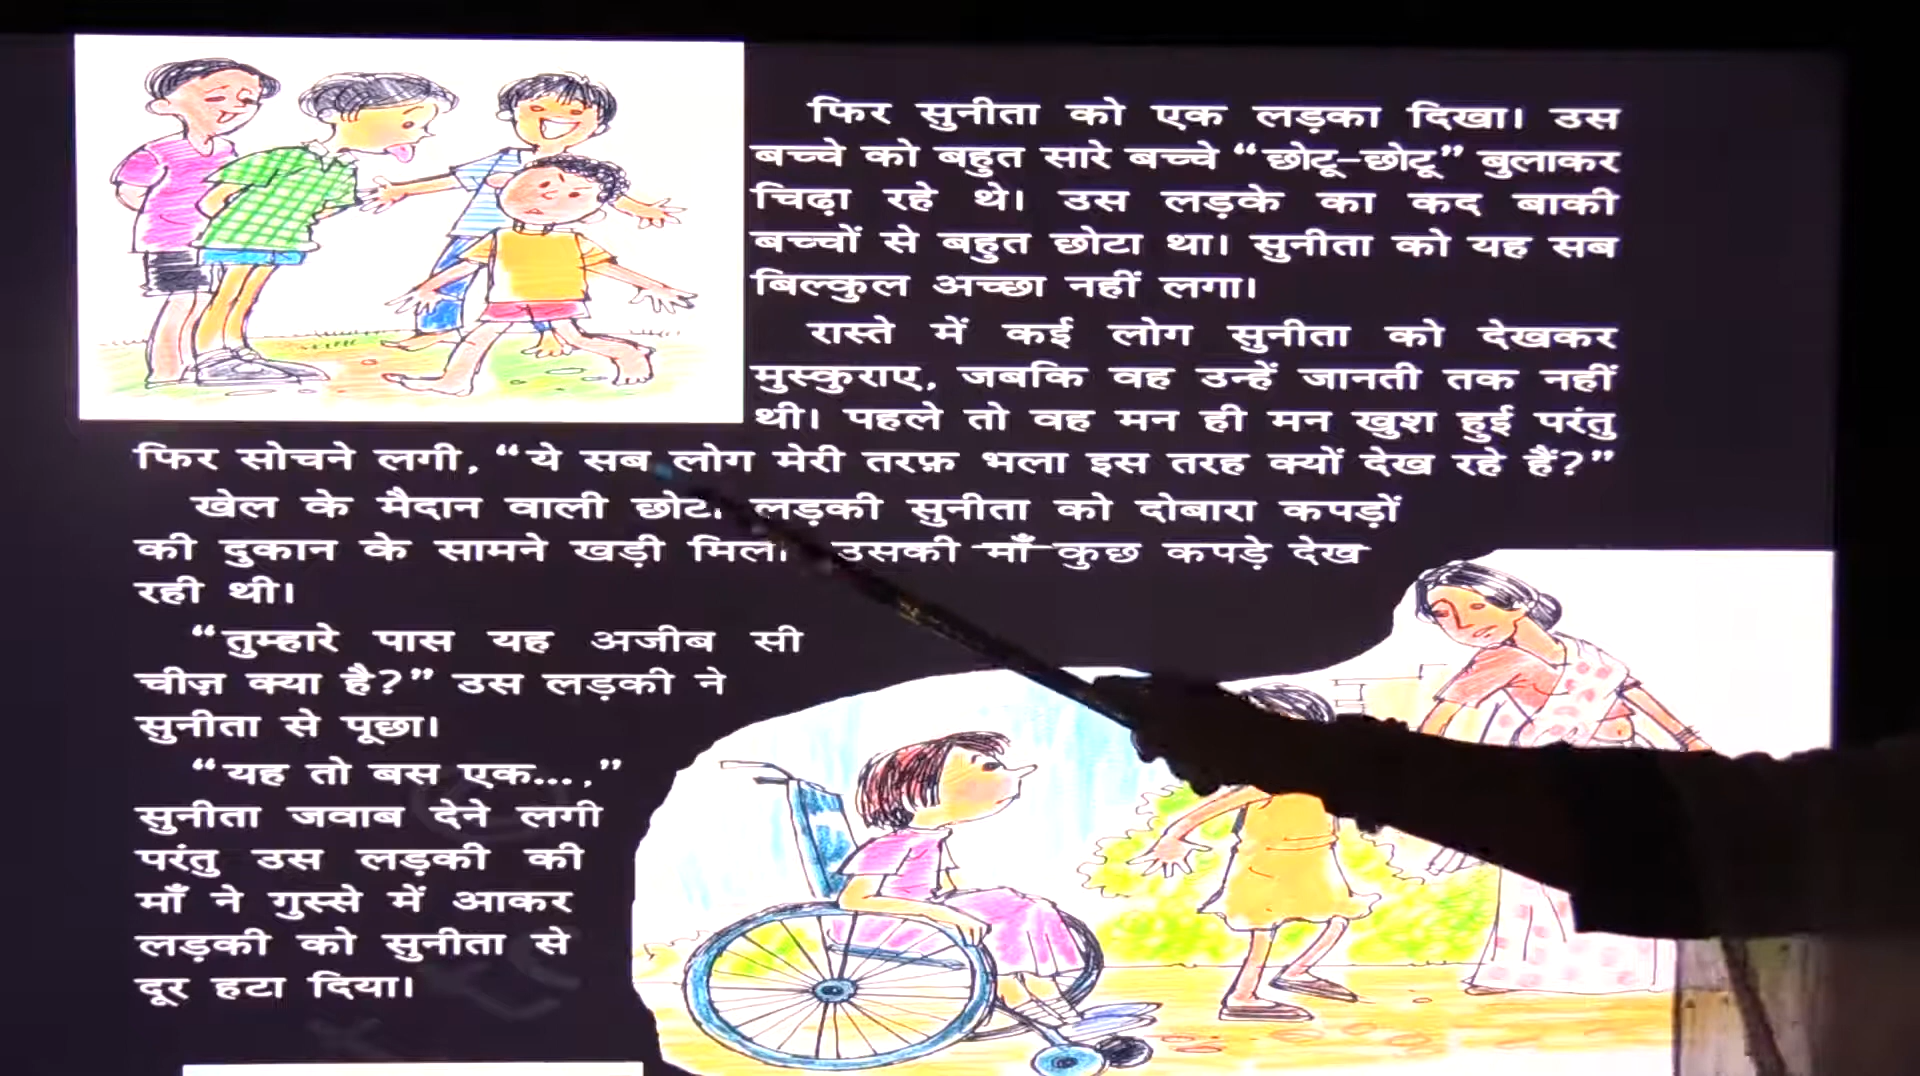 फिर सुनीता को एक लड़का दिखा। उस
बच्चे को बहुत सारे बच्चे “छोटू–छोटू” बुलाकर
चिढ़ा रहे थे। उस लड़के का कद बाकी
बच्चों से बहुत छोटा था। सुनीता को यह सब
बिल्कुल अच्छा नहीं लगा।
रास्ते में कई लोग सुनीता को देखकर
मुस्कुराए, जबकि वह उन्हें जानती तक नहीं
थी। पहले तो वह मन ही मन खुश हुई परंतु
फिर सोचने लगी, “ये सब लोग मेरी तरफ़ भला इस तरह क्यों देख रहे हैं?”
खेल के मैदान वाली लड़की सुनीता को दोबारा कपड़ों
की दुकान के सामने खड़ी उसकी माँ कुछ कपड़े देख
रही थी।
“तुम्हारे पास यह अजीब सी
चीज़ क्या है?” उस लड़की ने
सुनीता से पूछा।
“यह तो बस एक... ,”
सुनीता जवाब देने लगी
परंतु उस लड़की की
माँ ने गुस्से में आकर
लड़की को सुनीता से
दूर हटा दिया।